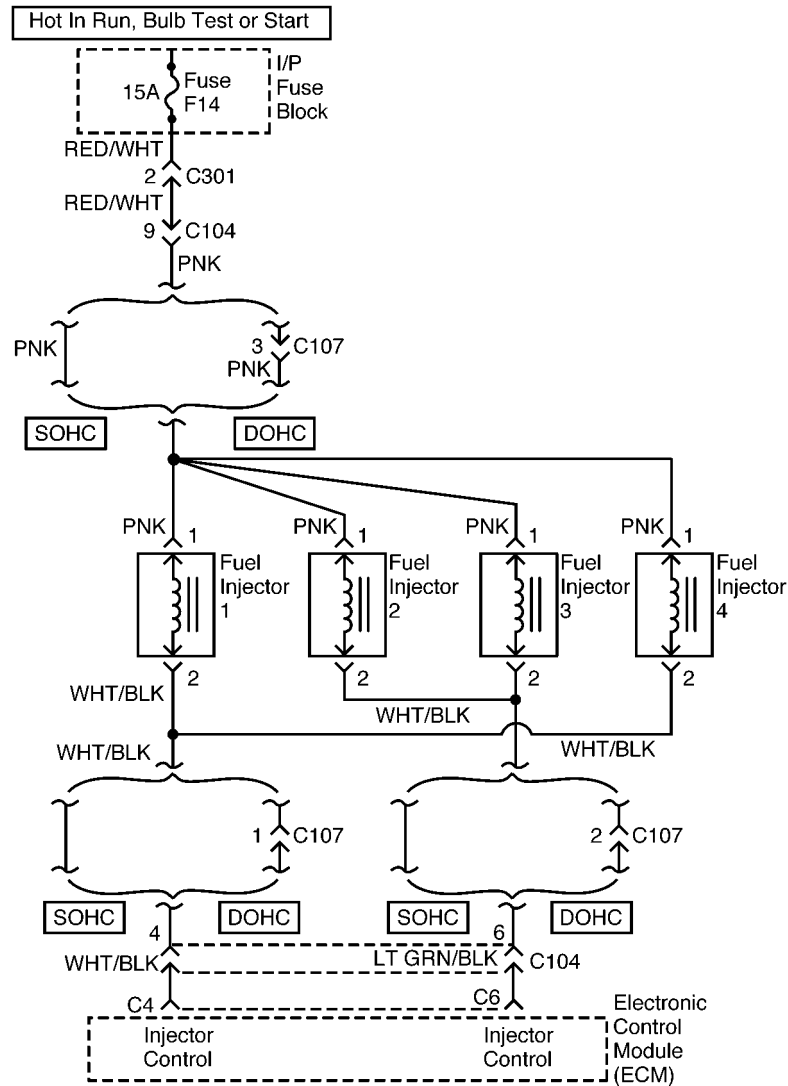 Hot In Run, Bulb Test or Start
I/P
Fuse
Block
15A
Fuse
F14
RED/WHT
2
C301
RED/WHT
9
C104
PNK
PNK
3
C107
PNK
SOHC
DOHC
PNK
1
PNK
1
PNK
1
PNK
1
Fuel
Injector
1
Fuel
Injector
2
Fuel
Injector
3
Fuel
Injector
4
2
2
2
2
WHT/BLK
WHT/BLK
WHT/BLK
WHT/BLK
1
C107
2
C107
SOHC
DOHC
SOHC
DOHC
4
6
WHT/BLK
LT GRN/BLK
C104
C4
C6
Injector
Control
Injector
Control
Electronic
Control
Module
(ECM)